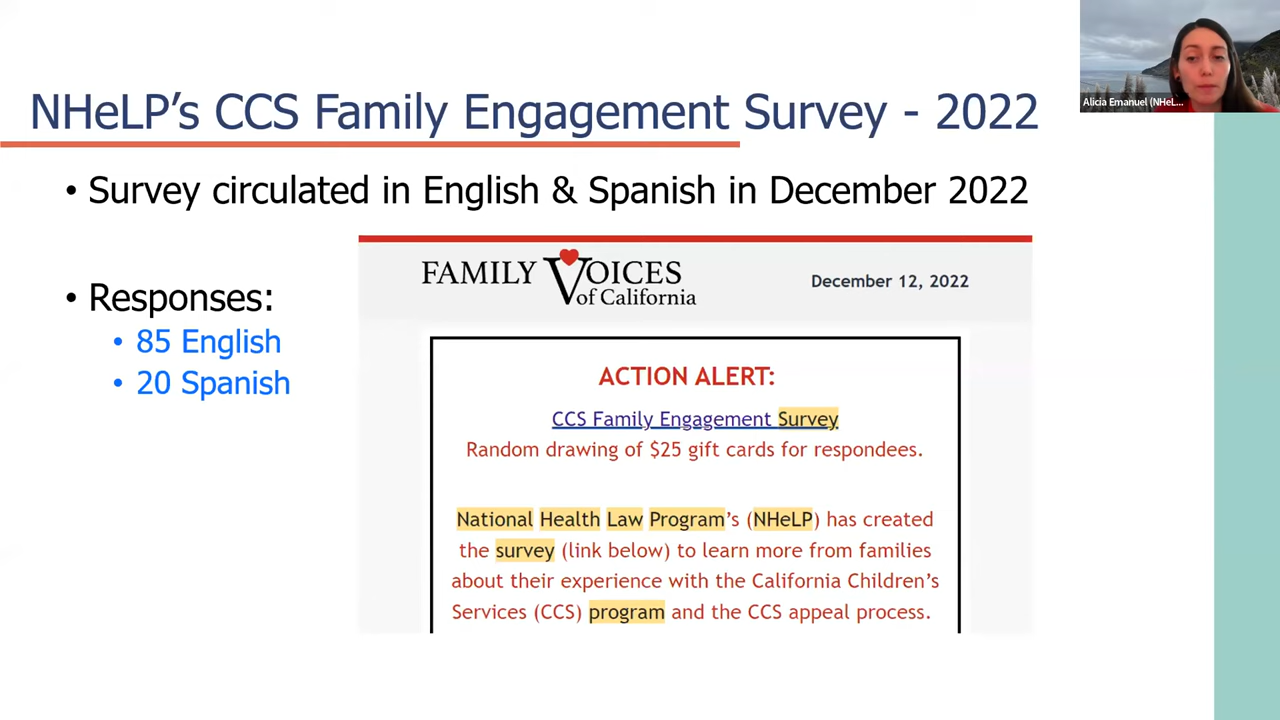 NHeLP’s CCS Family Engagement Survey - 2022
Alicia Emanuel (NHeL...
• Survey circulated in English & Spanish in December 2022
• Responses:
• 85 English
• 20 Spanish
FAMILY VOICES
of California
December 12, 2022
ACTION ALERT:
CCS Family Engagement Survey
Random drawing of $25 gift cards for respondees.
National Health Law Program’s (NHeLP) has created
the survey (link below) to learn more from families
about their experience with the California Children’s
Services (CCS) program and the CCS appeal process.